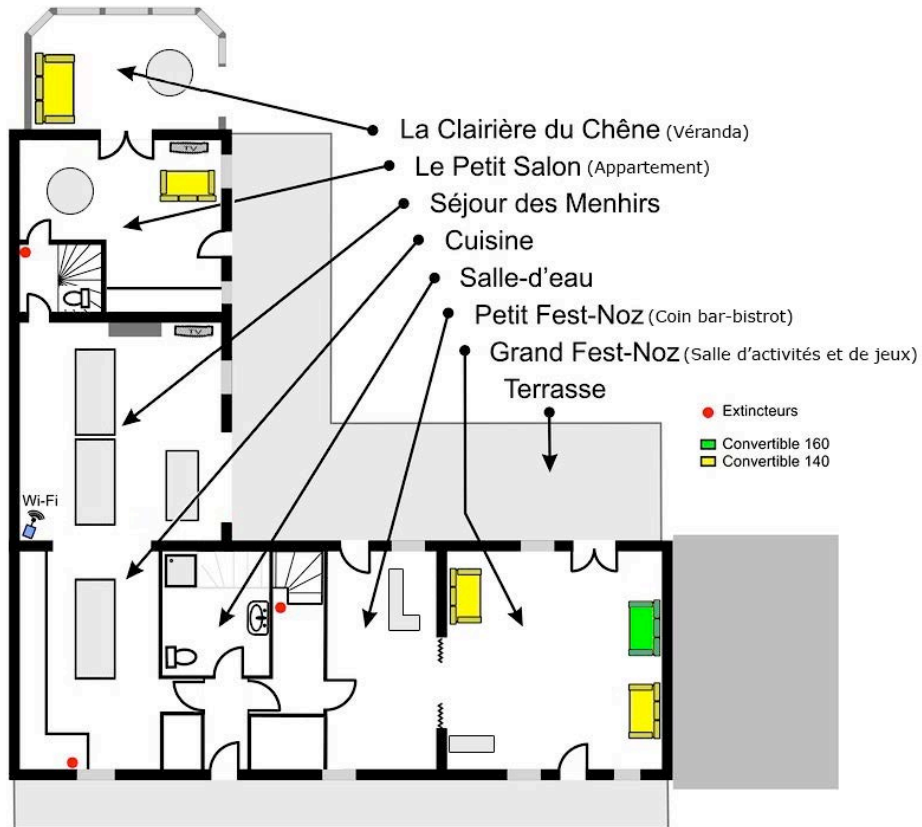 La Clairière du Chêne (Véranda)
TV
Le Petit Salon (Appartement)
Séjour des Menhirs
Cuisine
Salle-d'eau
Petit Fest-Noz (Coin bar-bistrot)
TV
Grand Fest-Noz (Salle d'activités et de jeux)
Terrasse
Extincteurs
Convertible 160
Convertible 140
Wi-Fi